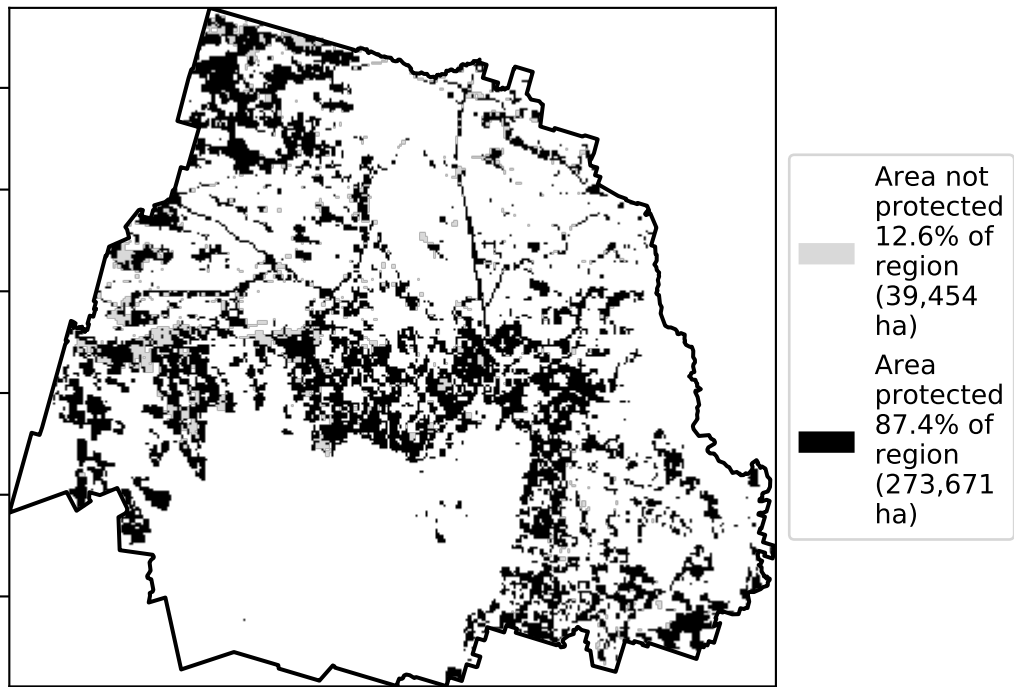 Area not
protected
12.6% of
region
(39,454
ha)
Area
protected
87.4% of
region
(273,671
ha)